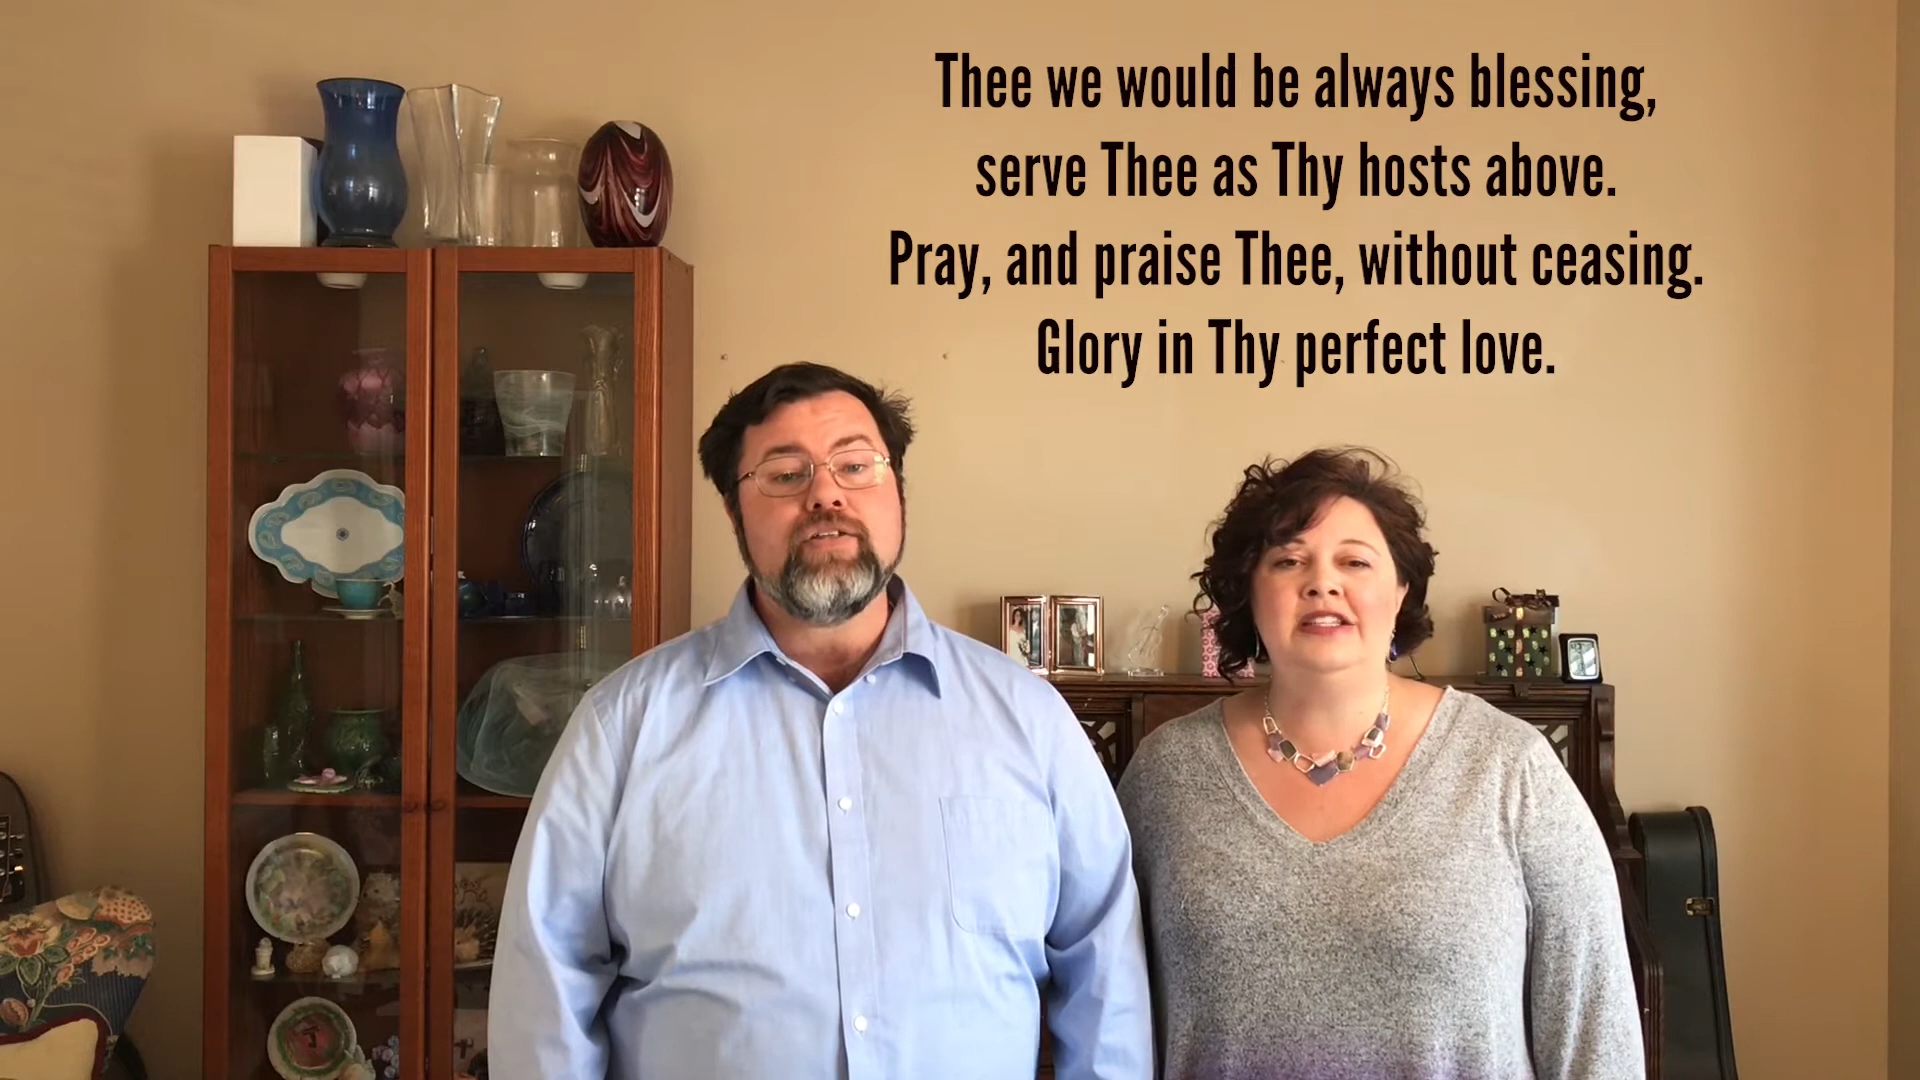 Thee we would be always blessing,
serve Thee as Thy hosts above.
Pray, and praise Thee, without ceasing.
Glory in Thy perfect love.